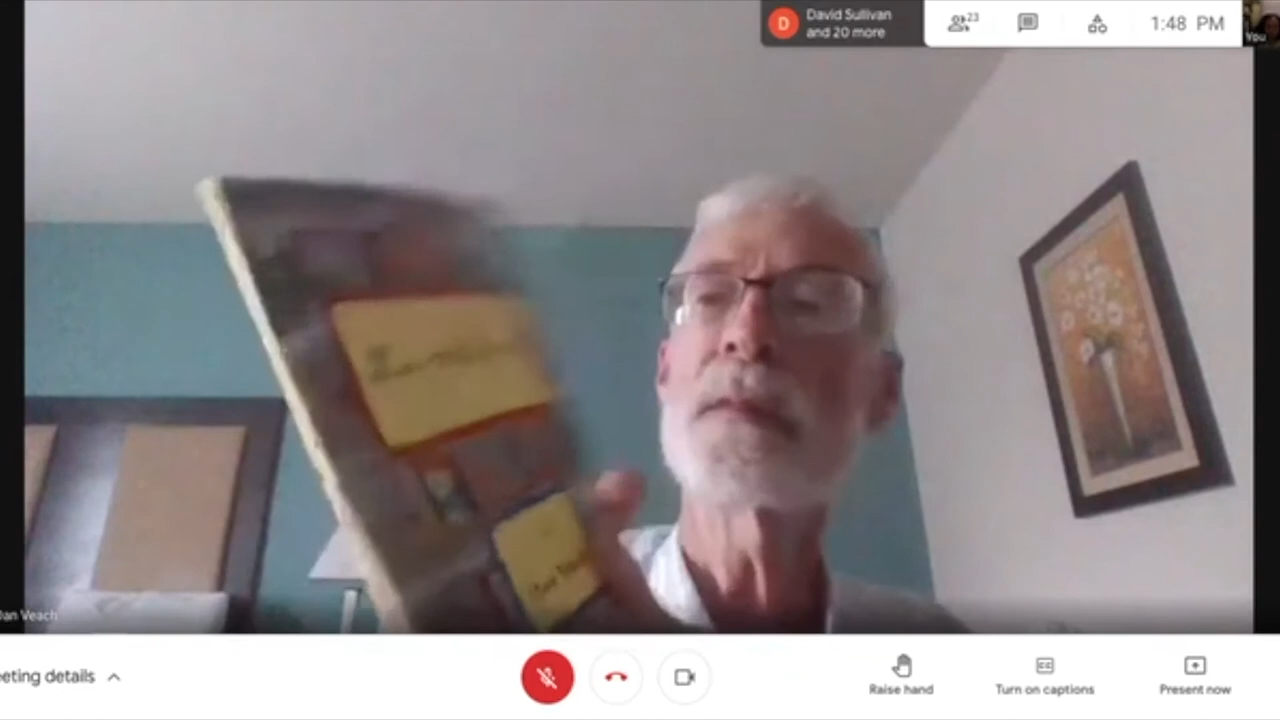 David Sullivan
and 20 more
23
1:48 PM
You
Dan Veach
eeting details
Raise hand
Turn on captions
Present now